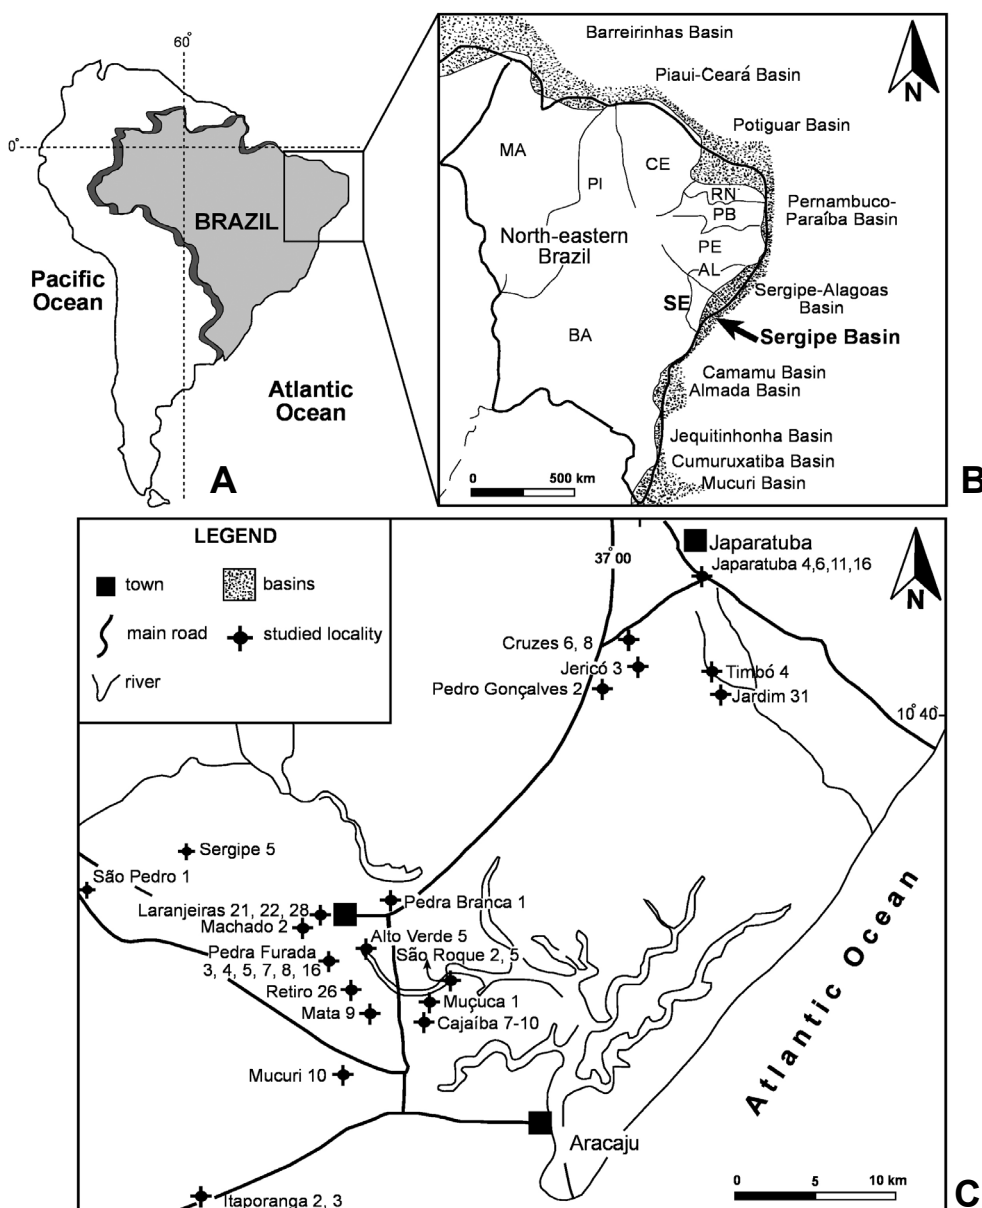 60°
0°
BRAZIL
Pacific
Ocean
Atlantic
Ocean
A
Barreirinhas Basin
Piaui-Ceará Basin
N
Potiguar Basin
MA
CE
PI
RN
PB
Pernambuco-
Paraíba Basin
North-eastern
Brazil
PE
AL
SE
Sergipe-Alagoas
Basin
Sergipe Basin
BA
Camamu Basin
Almada Basin
Jequitinhonha Basin
Cumuruxatiba Basin
Mucuri Basin
0 500 km
B
LEGEND
town
basins
main road
studied locality
river
37° 00
Japaratuba
Japaratuba 4,6,11,16
N
Cruzes 6, 8
Jericó 3
Pedro Gonçalves 2
Timbó 4
Jardim 31
10° 40
Sergipe 5
São Pedro 1
Laranjeiras 21, 22, 28
Machado 2
Pedra Branca 1
Alto Verde 5
São Roque 2, 5
Pedra Furada
3, 4, 5, 7, 8, 16
Retiro 26
Mata 9
Muçuca 1
Cajaíba 7-10
Mucuri 10
Atlantic Ocean
Aracaju
Itaporanga 2, 3
0 5 10 km
C